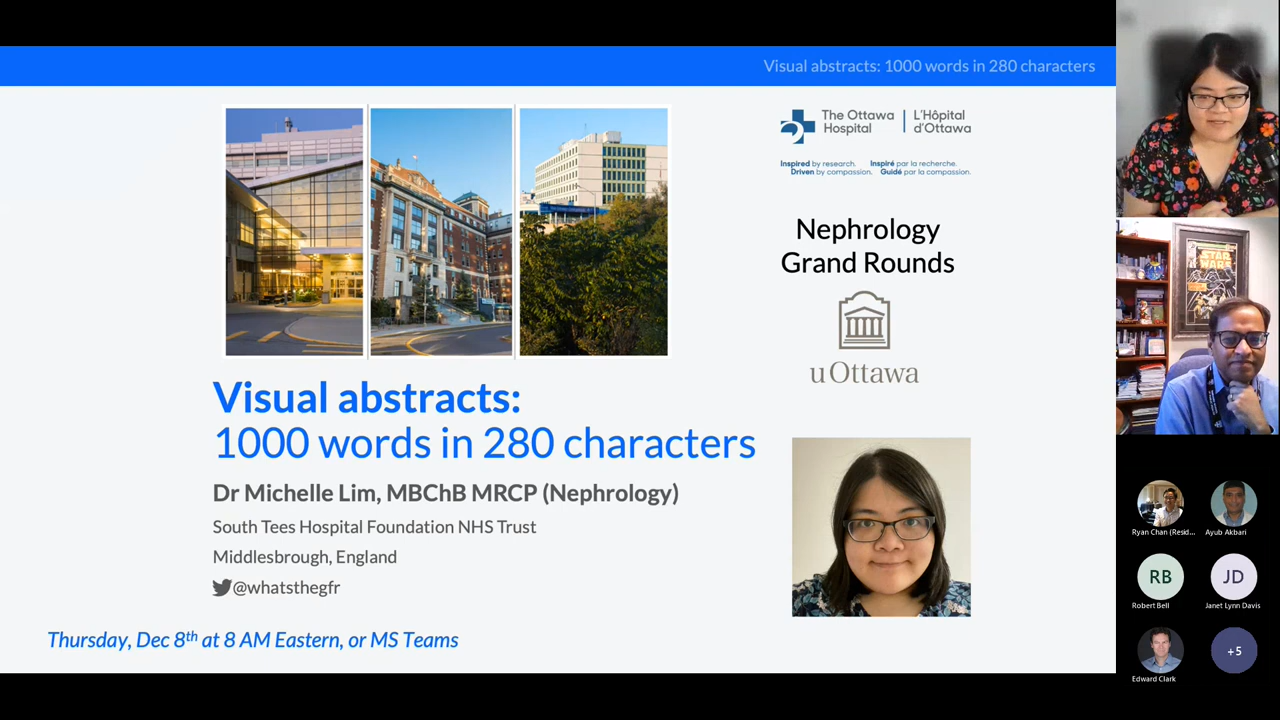 Visual abstracts: 1000 words in 280 characters
The Ottawa Hospital
L'Hôpital d'Ottawa
Inspired by research.
Driven by compassion.
Inspiré par la recherche.
Guidé par la compassion.
Nephrology
Grand Rounds
uOttawa
Visual abstracts:
1000 words in 280 characters
Dr Michelle Lim, MBChB MRCP (Nephrology)
South Tees Hospital Foundation NHS Trust
Middlesbrough, England
@whatsthegfr
Thursday, Dec 8th at 8 AM Eastern, or MS Teams
STAR
WARS
Ryan Chan (Resid...
Ayub Akbari
RB
JD
Robert Bell
Janet Lynn Davis
Edward Clark
+5